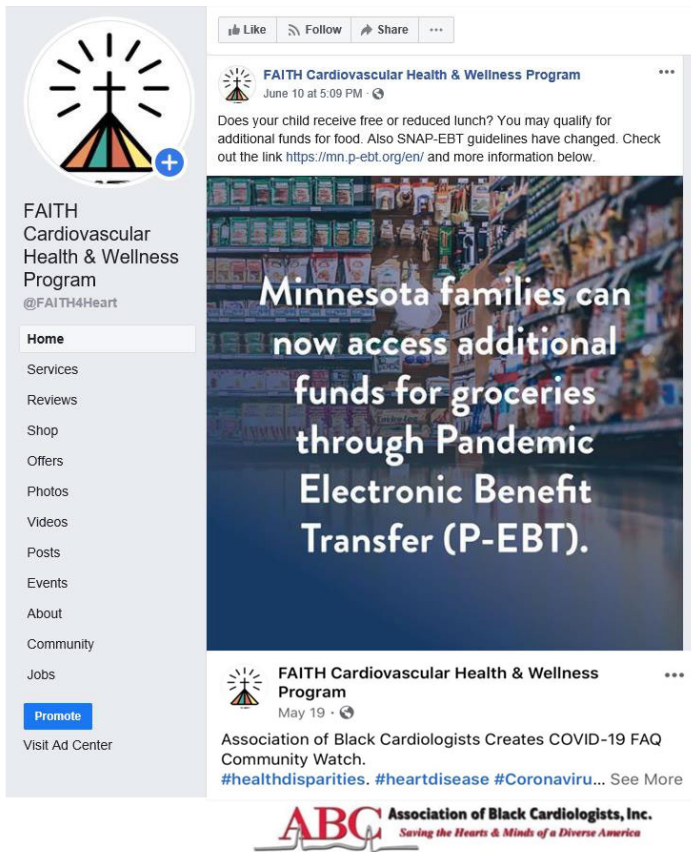 FAITH
Cardiovascular
Health & Wellness
Program
@FAITH4Heart
Home
Services
Reviews
Shop
Offers
Photos
Videos
Posts
Events
About
Community
Jobs
Promote
Visit Ad Center
Like Follow Share ...
FAITH Cardiovascular Health & Wellness Program
June 10 at 5:09 PM ·
Does your child receive free or reduced lunch? You may qualify for
additional funds for food. Also SNAP-EBT guidelines have changed. Check
out the link https://mn.p-ebt.org/en/ and more information below.
Minnesota families can
now access additional
funds for groceries
through Pandemic
Electronic Benefit
Transfer (P-EBT).
FAITH Cardiovascular Health & Wellness
Program
May 19 ·
Association of Black Cardiologists Creates COVID-19 FAQ
Community Watch.
#healthdisparities. #heartdisease #Coronaviru... See More
ABC Association of Black Cardiologists, Inc.
Saving the Hearts & Minds of a Diverse America